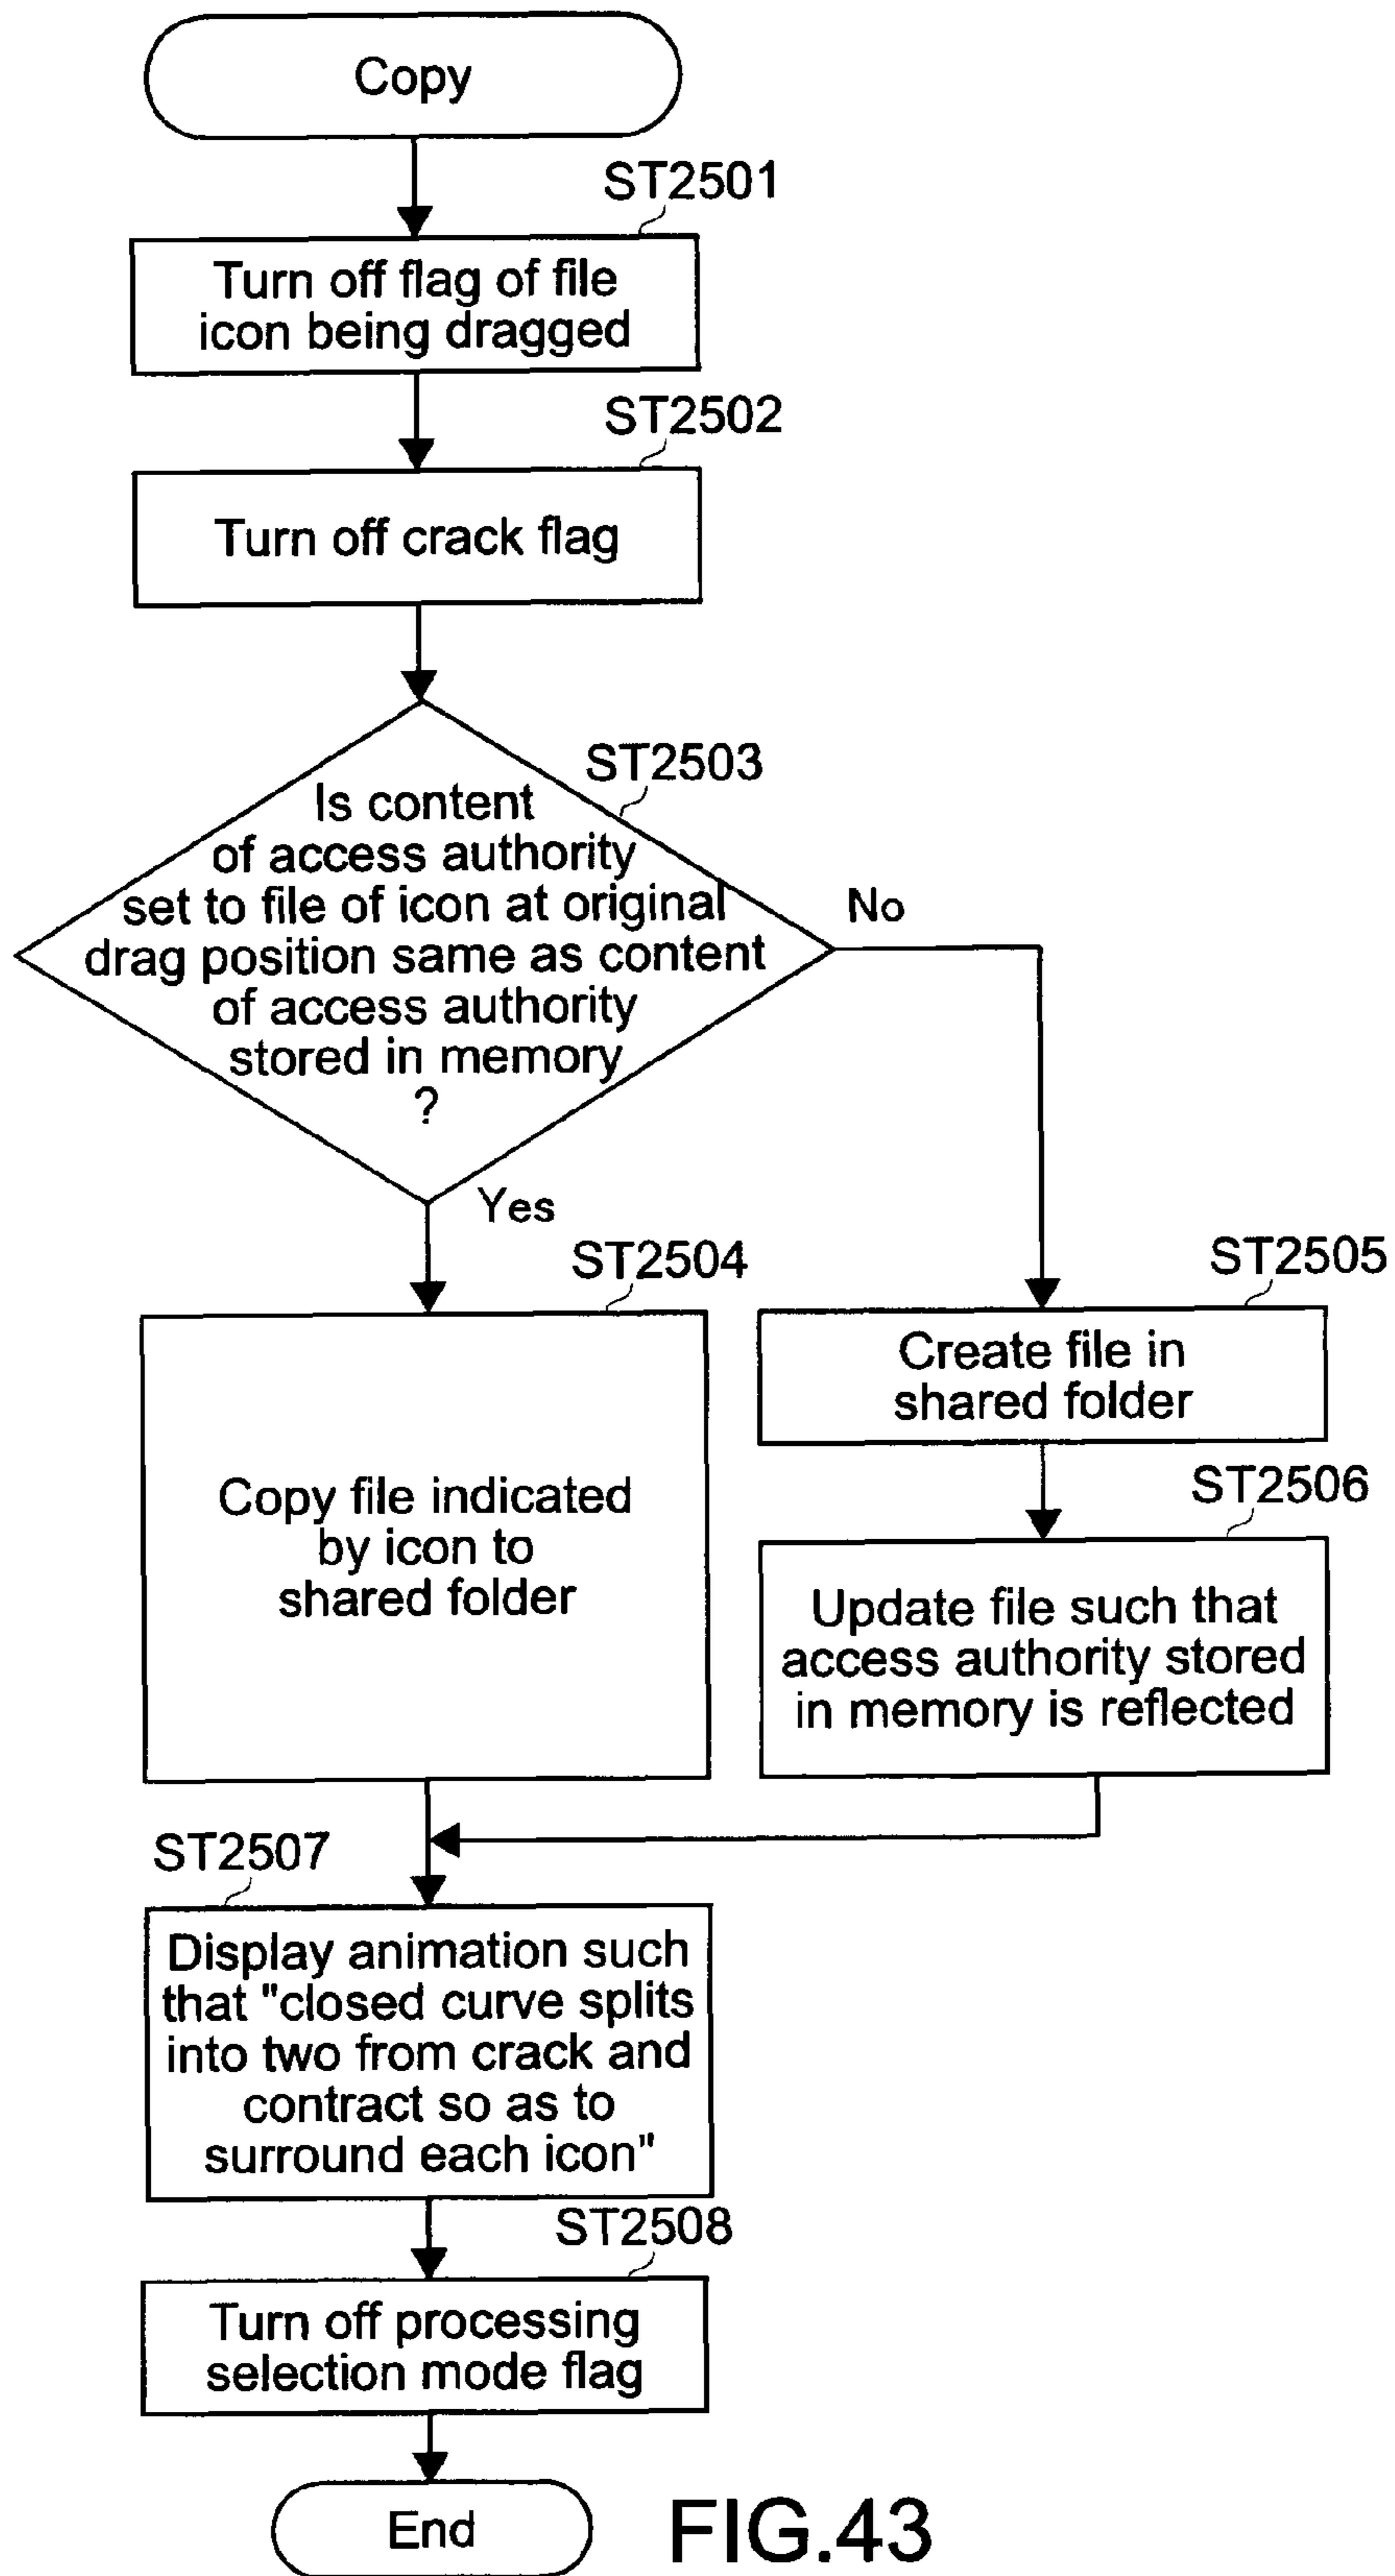 Copy
ST2501
Turn off flag of file
icon being dragged
ST2502
Turn off crack flag
ST2503
Is content
of access authority
set to file of icon at original
drag position same as content
of access authority
stored in memory
?
No
Yes
ST2504
Copy file indicated
by icon to
shared folder
ST2505
Create file in
shared folder
ST2506
Update file such that
access authority stored
in memory is reflected
ST2507
Display animation such
that "closed curve splits
into two from crack and
contract so as to
surround each icon"
ST2508
Turn off processing
selection mode flag
End
FIG.43